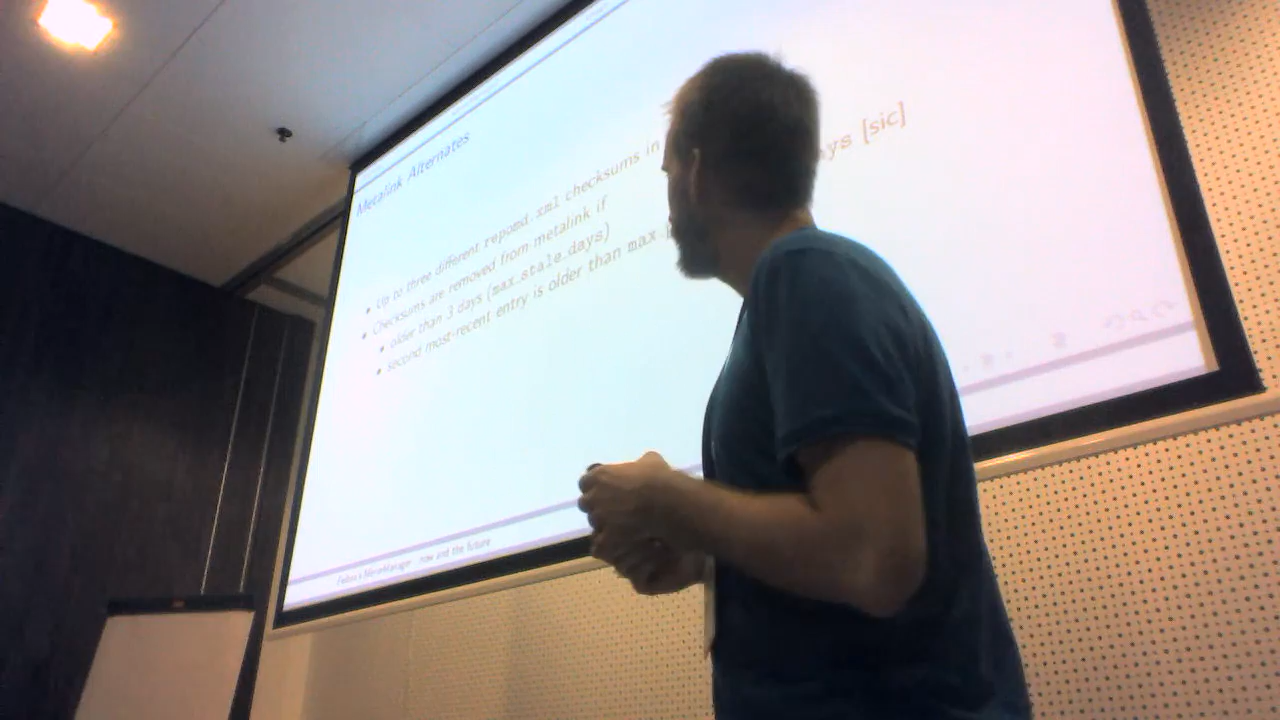 Metalink Alternates
• Up to three different repomd.xml checksums in
• Checksums are removed from metalink if
• older than 3 days (max_stale_days)
• second most-recent entry is older than max ys [sic]
Fedora's MirrorManager now and the future